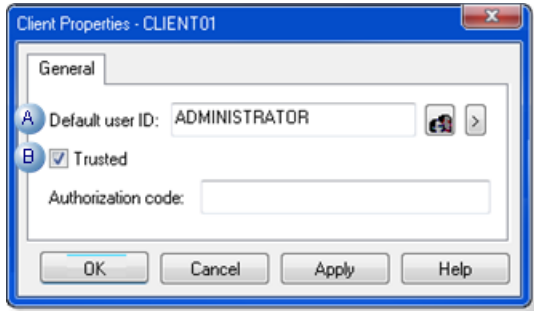 Client Properties - CLIENT01
General
A Default user ID: ADMINISTRATOR >
B Trusted
Authorization code:
OK Cancel Apply Help